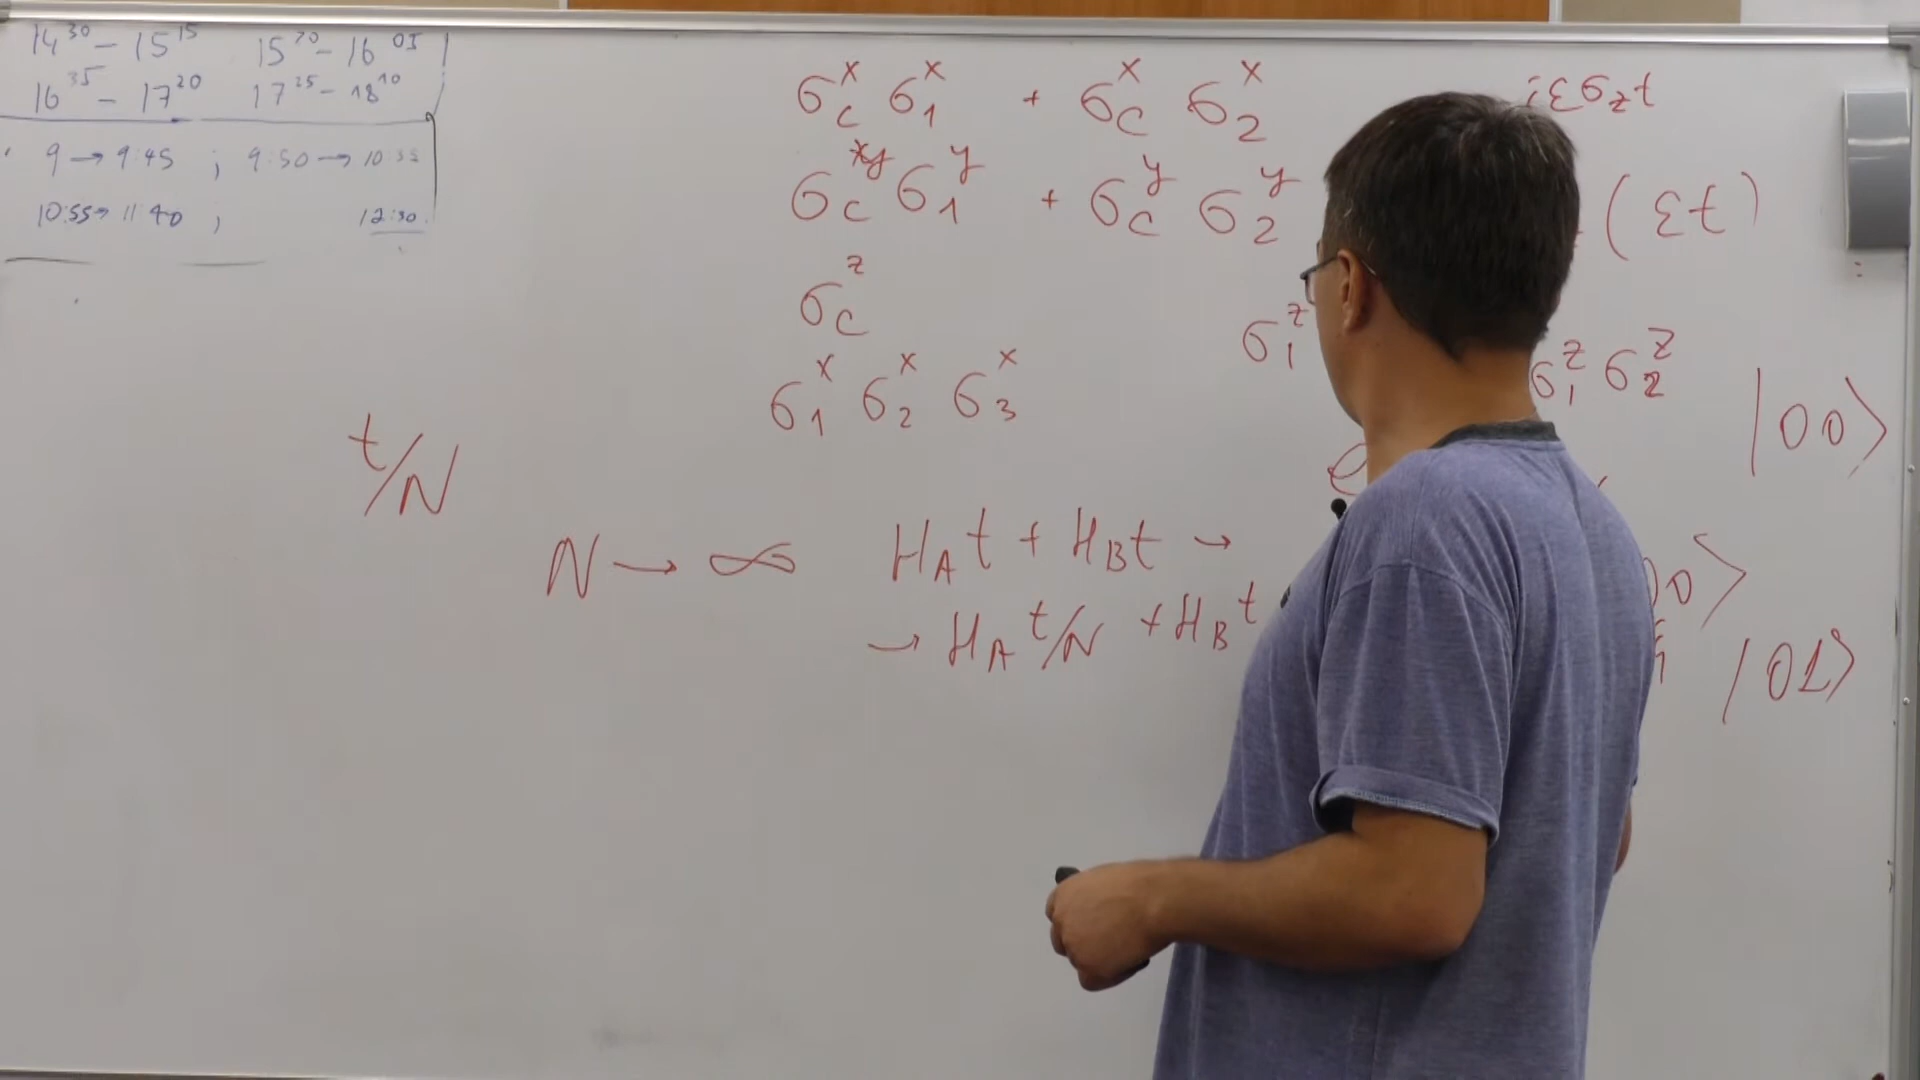 14³⁰ – 15¹⁵ 15²⁰ – 16⁰⁵
16³⁵ – 17²⁰ 17²⁵ – 18¹⁰
9 → 9:45 ; 9:50 → 10:35
10:55 → 11:40 ; 12:30
σ_c^x σ_1^x + σ_c^x σ_2^x
σ_c^y σ_1^y + σ_c^y σ_2^y
σ_c^z
σ_1^x σ_2^x σ_3^x
iεσ_z t
(εt)
σ_1^z
σ_1^z σ_2^z
|00⟩
e
t/N
N → ∞ H_A t + H_B t →
→ H_A t/N + H_B t
0⟩
|01⟩